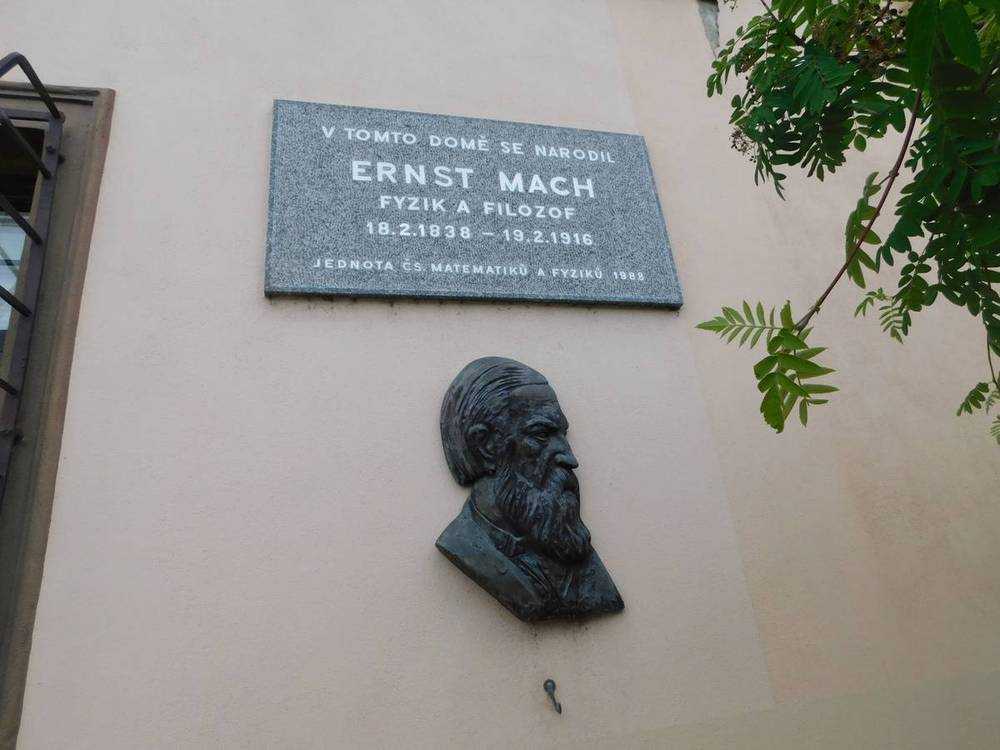 V TOMTO DOMĚ SE NARODIL
ERNST MACH
FYZIK A FILOZOF
18.2.1838 – 19.2.1916
JEDNOTA ČS. MATEMATIKŮ A FYZIKŮ 1988